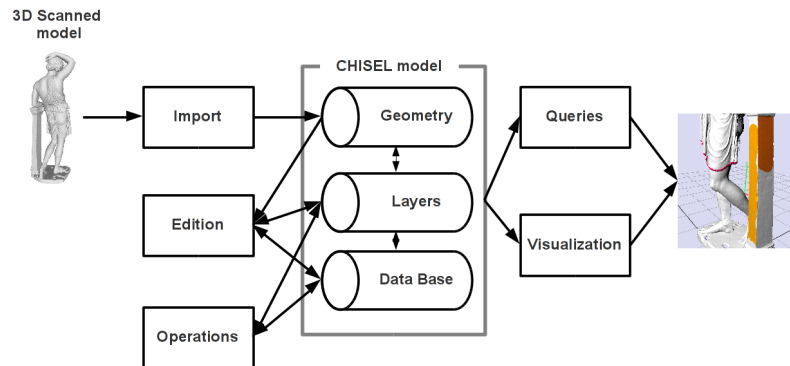 3D Scanned
model
CHISEL model
Import
Geometry
Queries
Edition
Layers
Visualization
Data Base
Operations